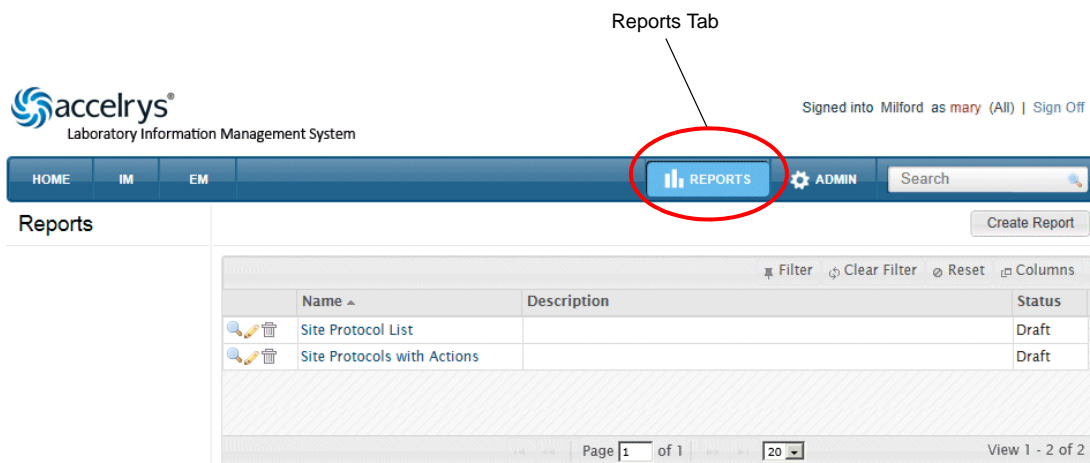 Reports Tab
accelrys®
Laboratory Information Management System
Signed into Milford as mary (All) | Sign Off
HOME IM EM REPORTS ADMIN Search
Reports
Create Report
Filter Clear Filter Reset Columns
Name Description Status
Site Protocol List Draft
Site Protocols with Actions Draft
Page 1 of 1 20 View 1 - 2 of 2